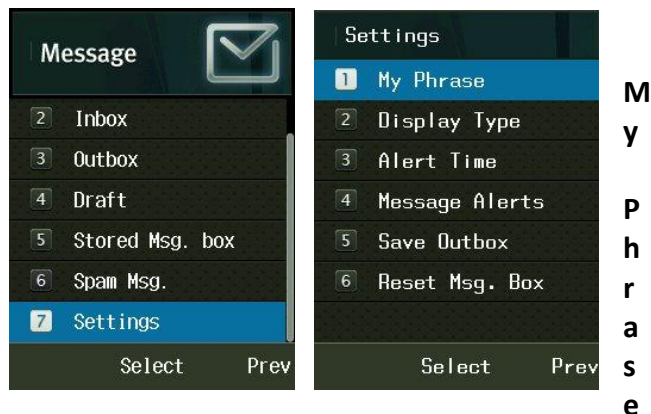 Message
2 Inbox
3 Outbox
4 Draft
5 Stored Msg. box
6 Spam Msg.
7 Settings
Select Prev
Settings
1 My Phrase
2 Display Type
3 Alert Time
4 Message Alerts
5 Save Outbox
6 Reset Msg. Box
Select Prev
M
y
P
h
r
a
s
e